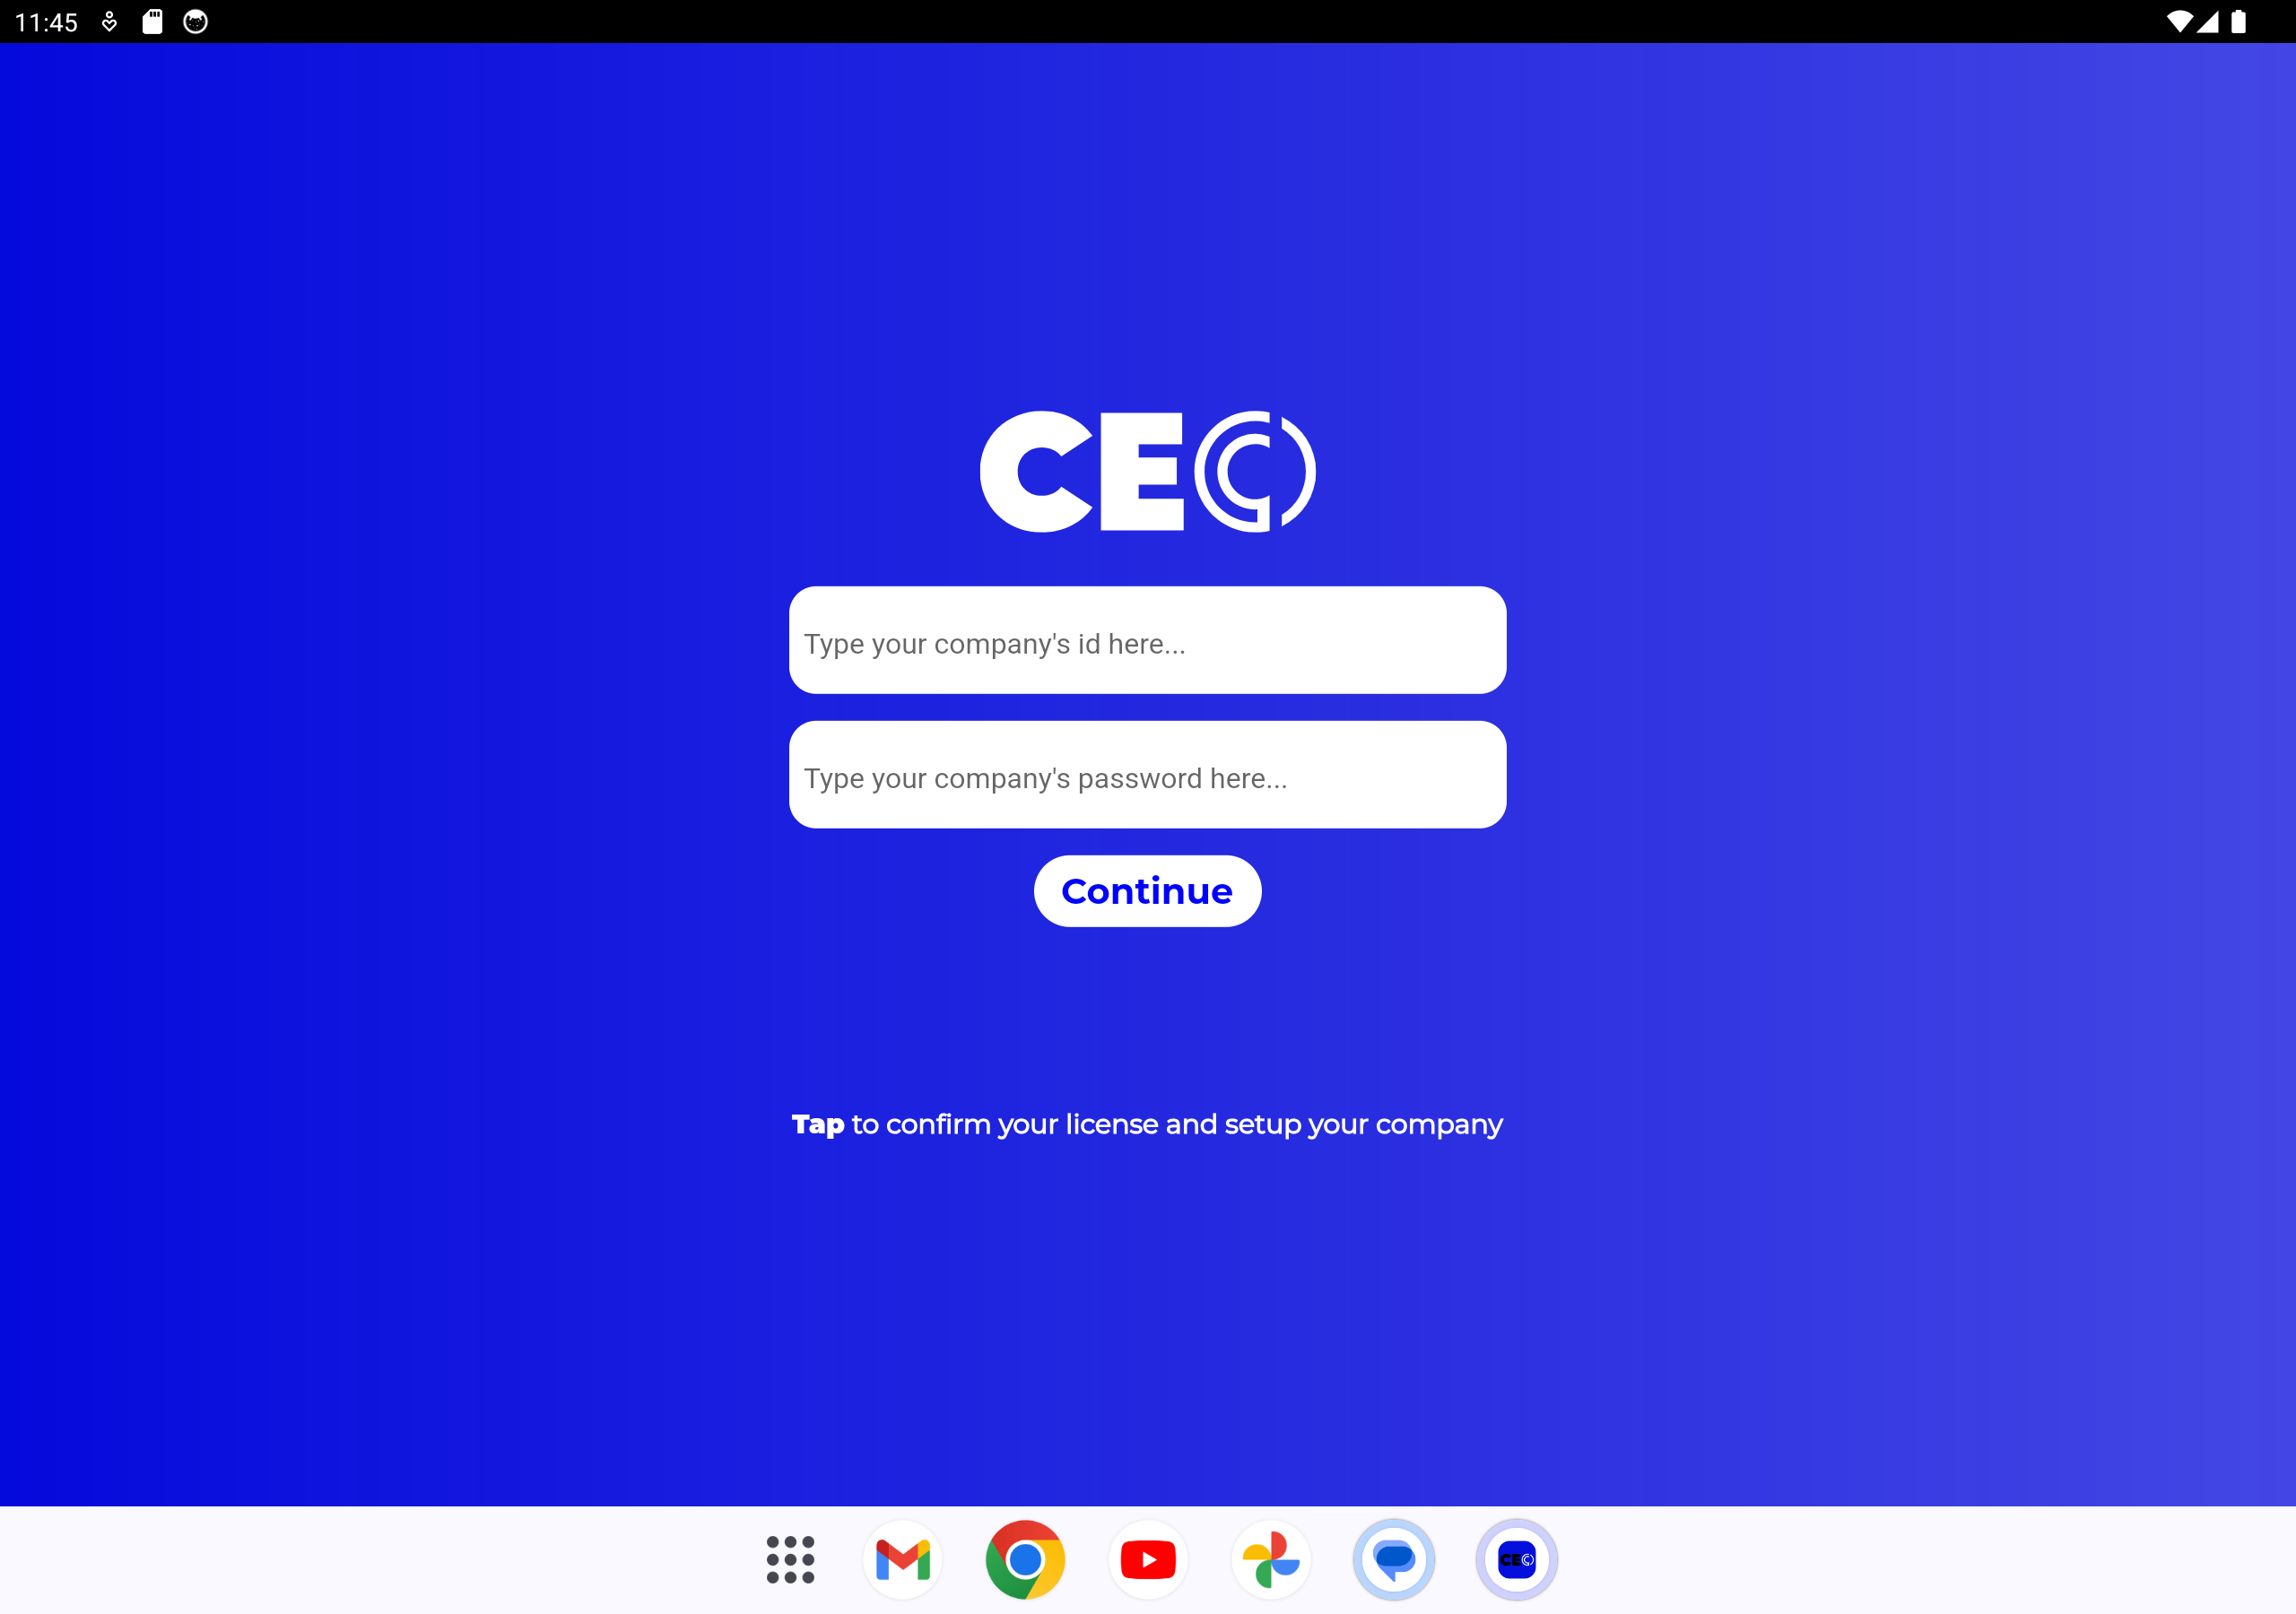 11:45
CEO
Type your company's id here...
Type your company's password here...
Continue
Tap to confirm your license and setup your company
CEO